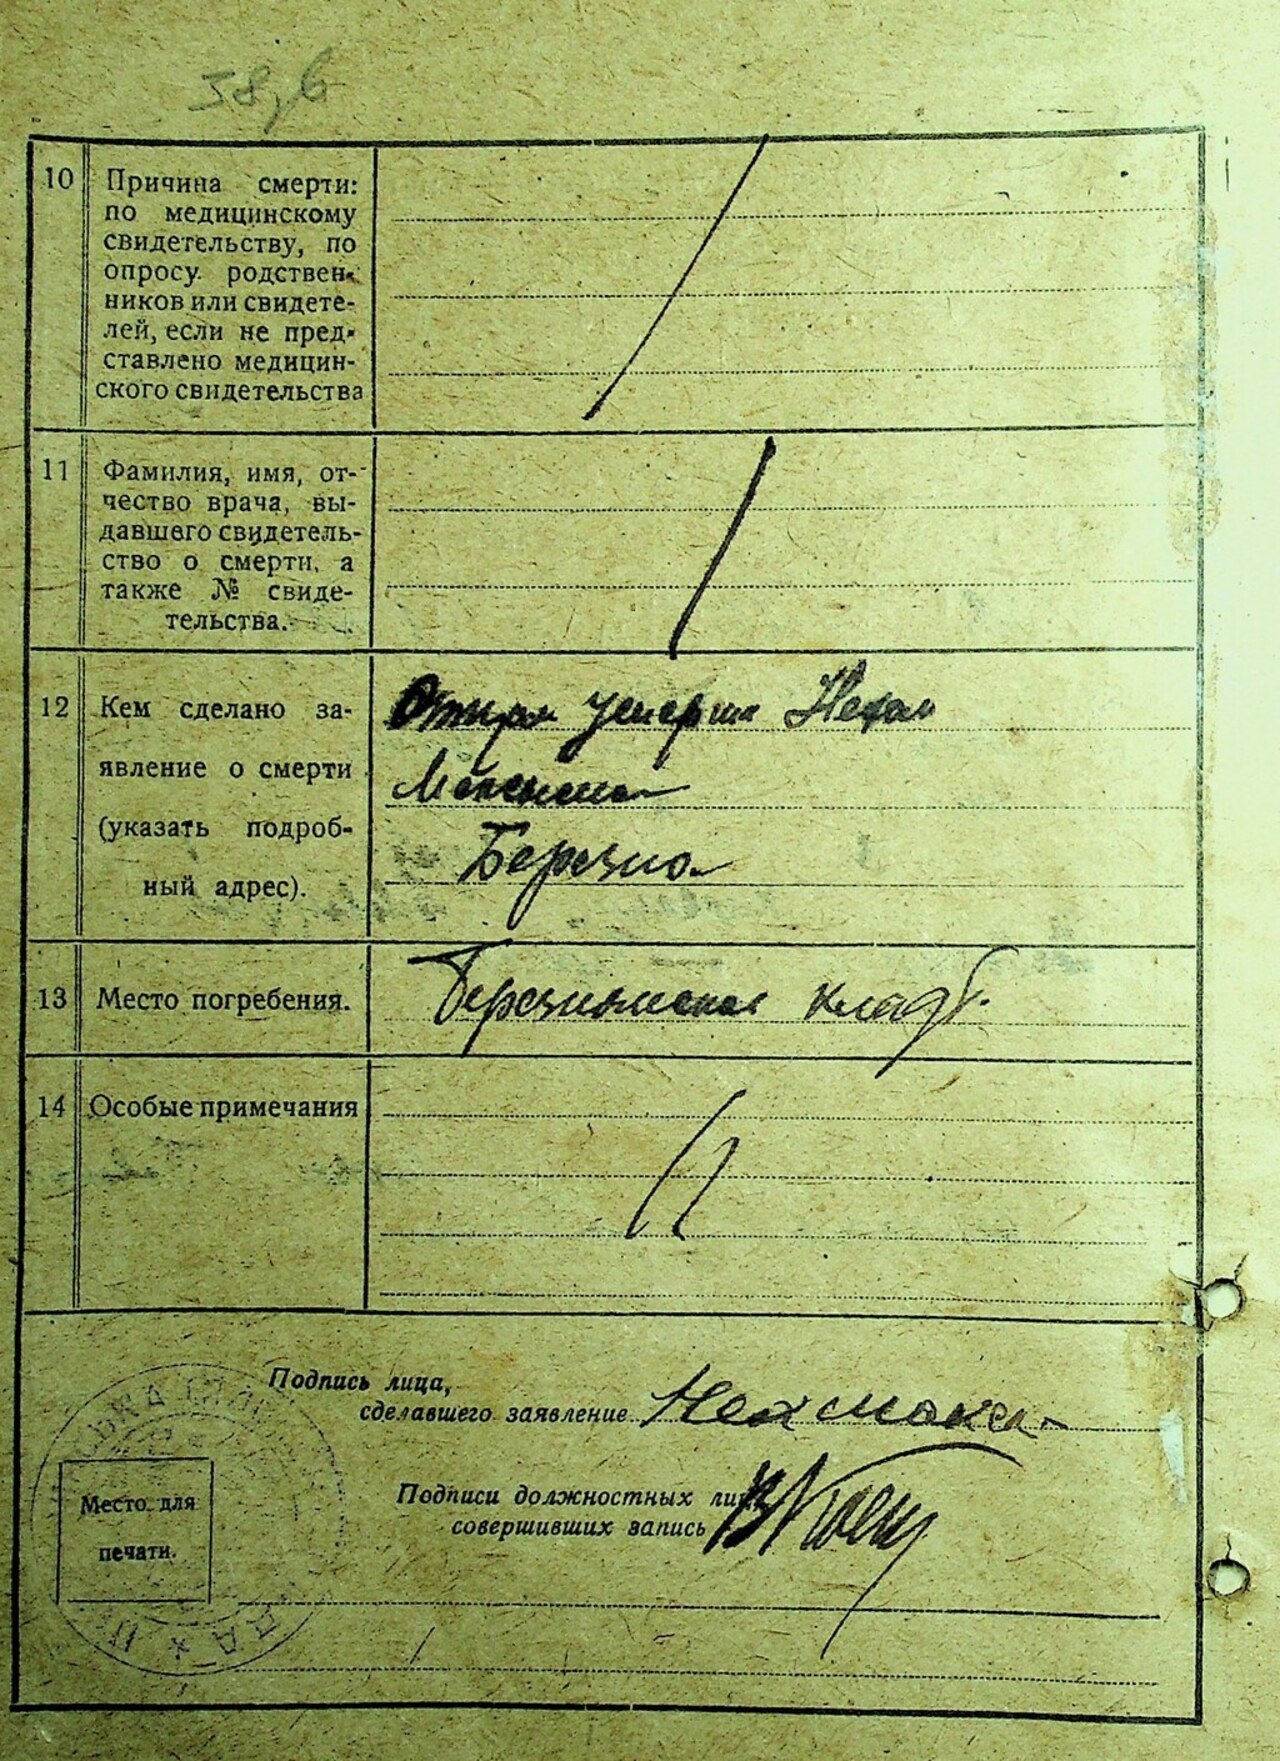 10 Причина смерти:
по медицинскому
свидетельству, по
опросу родствен-
ников или свидете-
лей, если не пред-
ставлено медицин-
ского свидетельства
11 Фамилия, имя, от-
чество врача, вы-
давшего свидетель-
ство о смерти, а
также № свиде-
тельства.
12 Кем сделано за-
явление о смерти
(указать подроб-
ный адрес).
умерша
Березна
13 Место погребения.
кладб.
14 Особые примечания
Подпись лица,
сделавшего заявление
Подписи должностных лиц,
совершивших запись
Место для
печати.